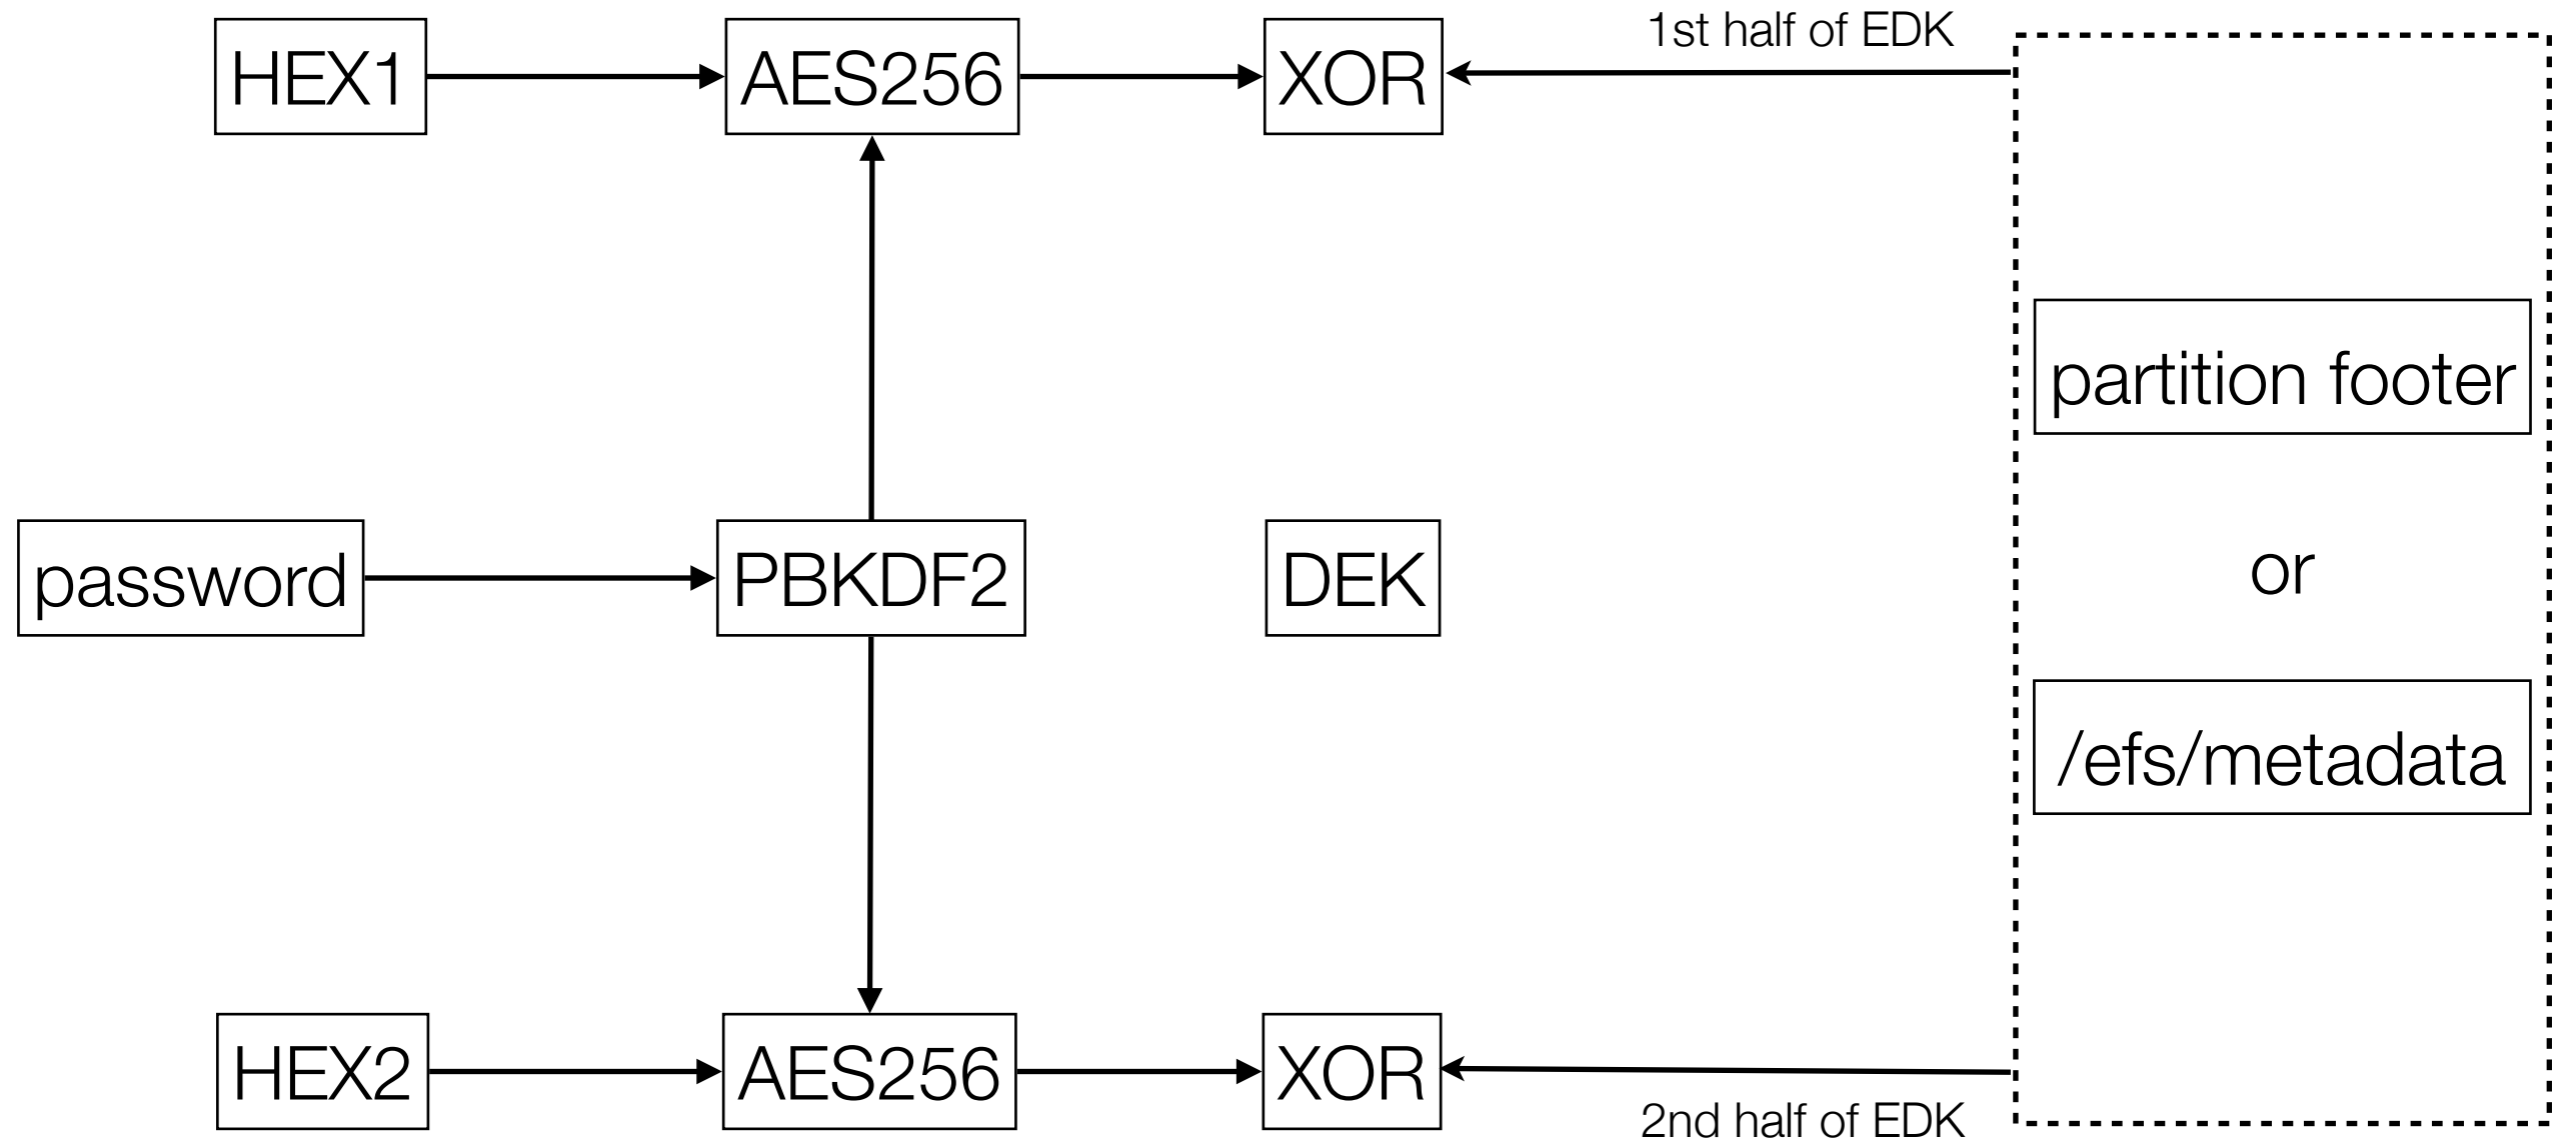 HEX1
AES256
XOR
1st half of EDK
partition footer
password
PBKDF2
DEK
or
/efs/metadata
HEX2
AES256
XOR
2nd half of EDK